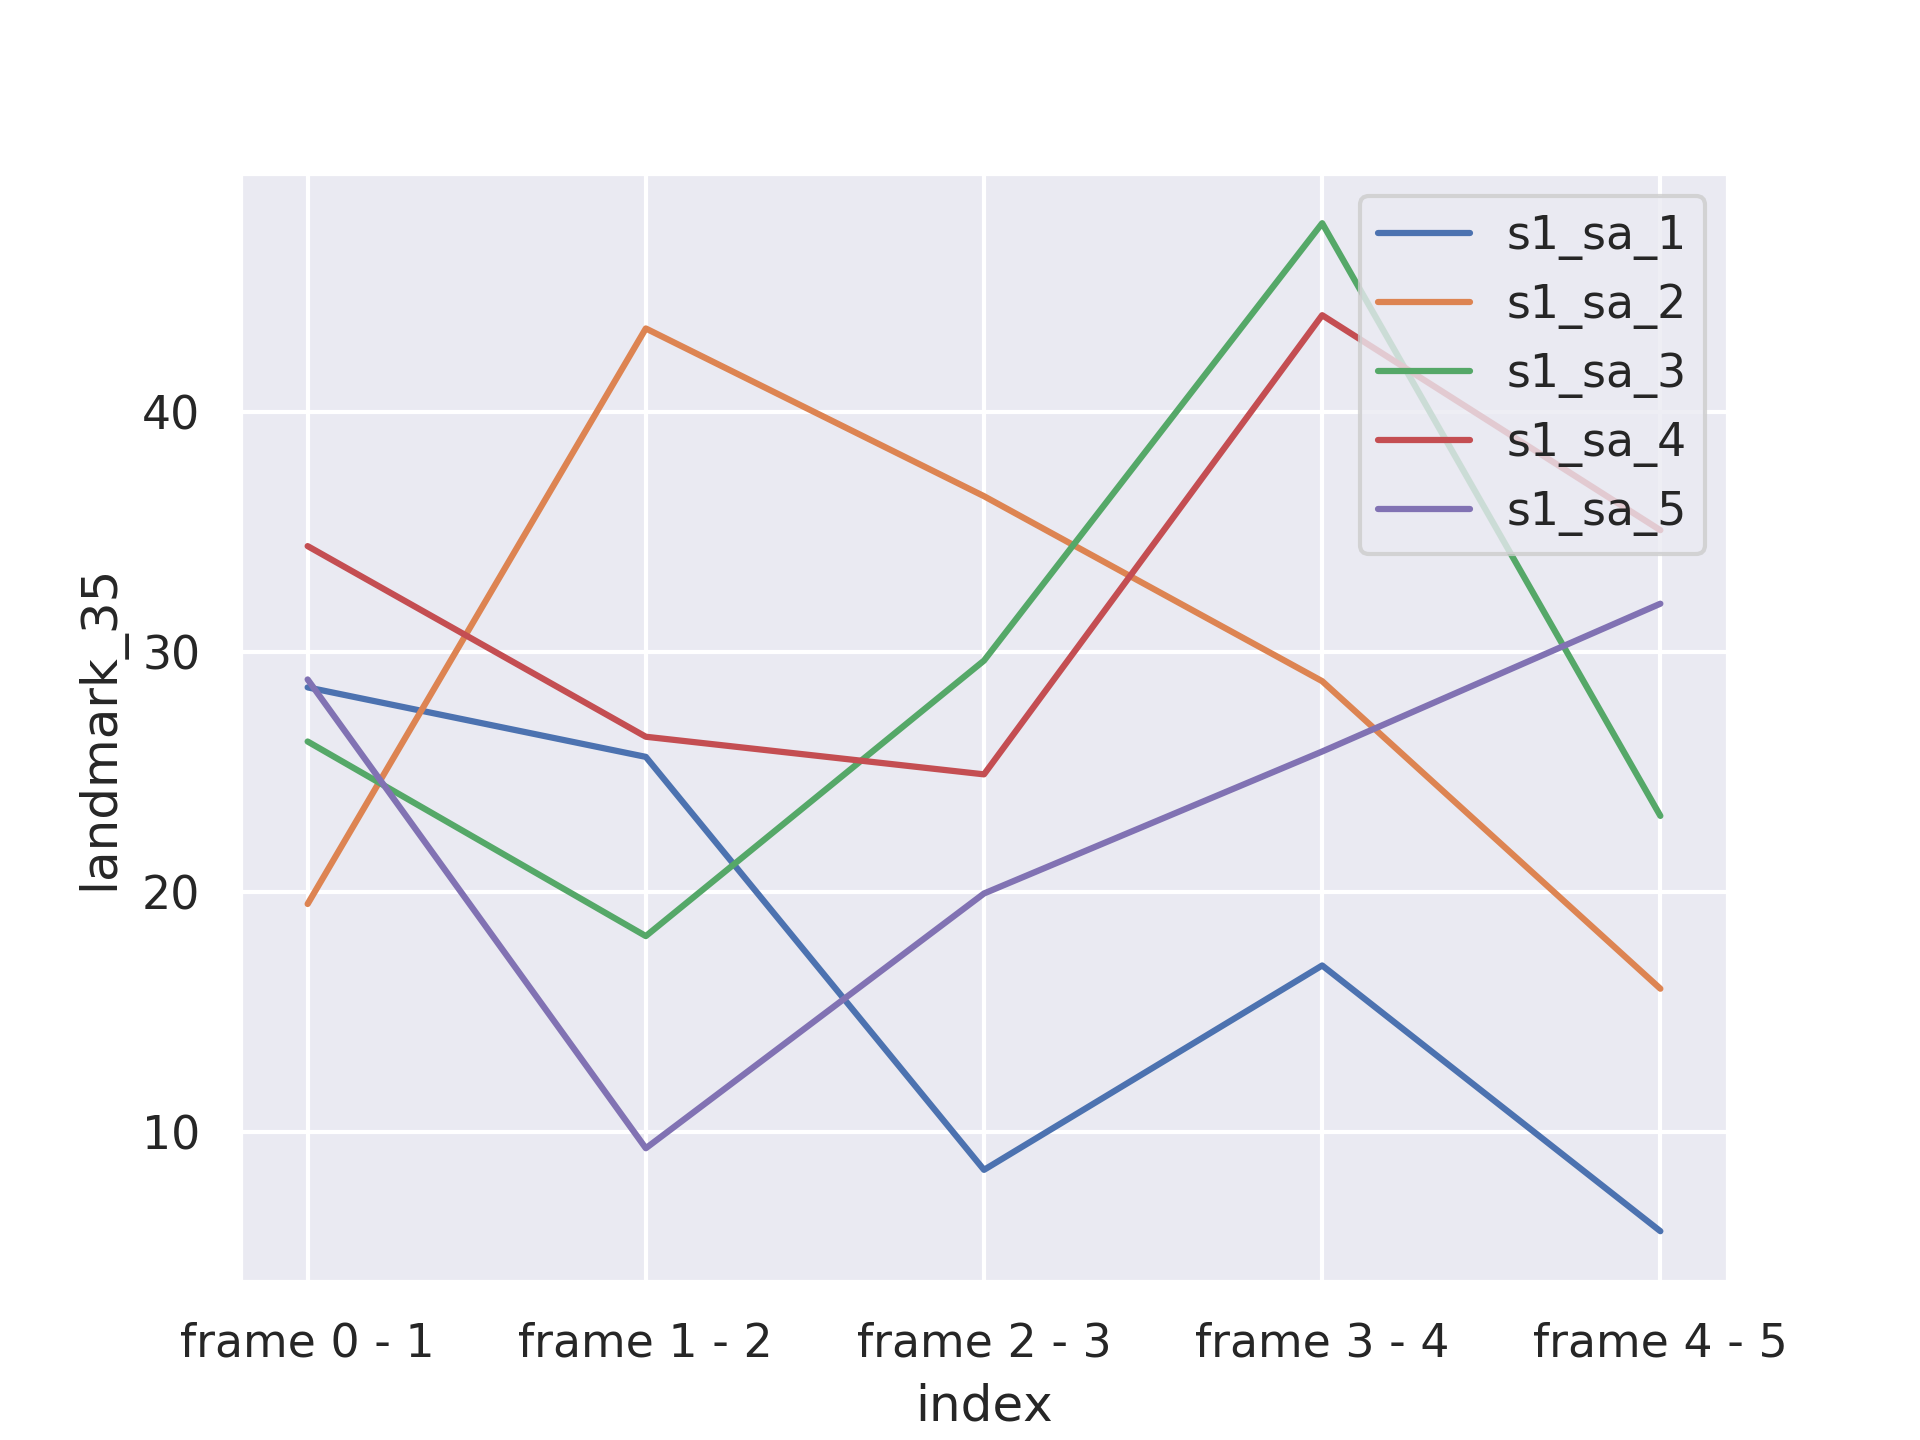 s1_sa_1
s1_sa_2
s1_sa_3
s1_sa_4
s1_sa_5
landmark_35
40
30
20
10
frame 0 - 1 frame 1 - 2 frame 2 - 3 frame 3 - 4 frame 4 - 5
index